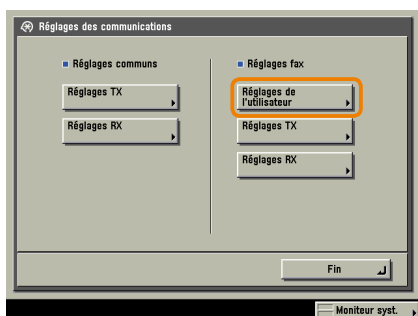 Réglages des communications
Réglages communs
Réglages TX
Réglages RX
Réglages fax
Réglages de
l'utilisateur
Réglages TX
Réglages RX
Fin
Moniteur syst.